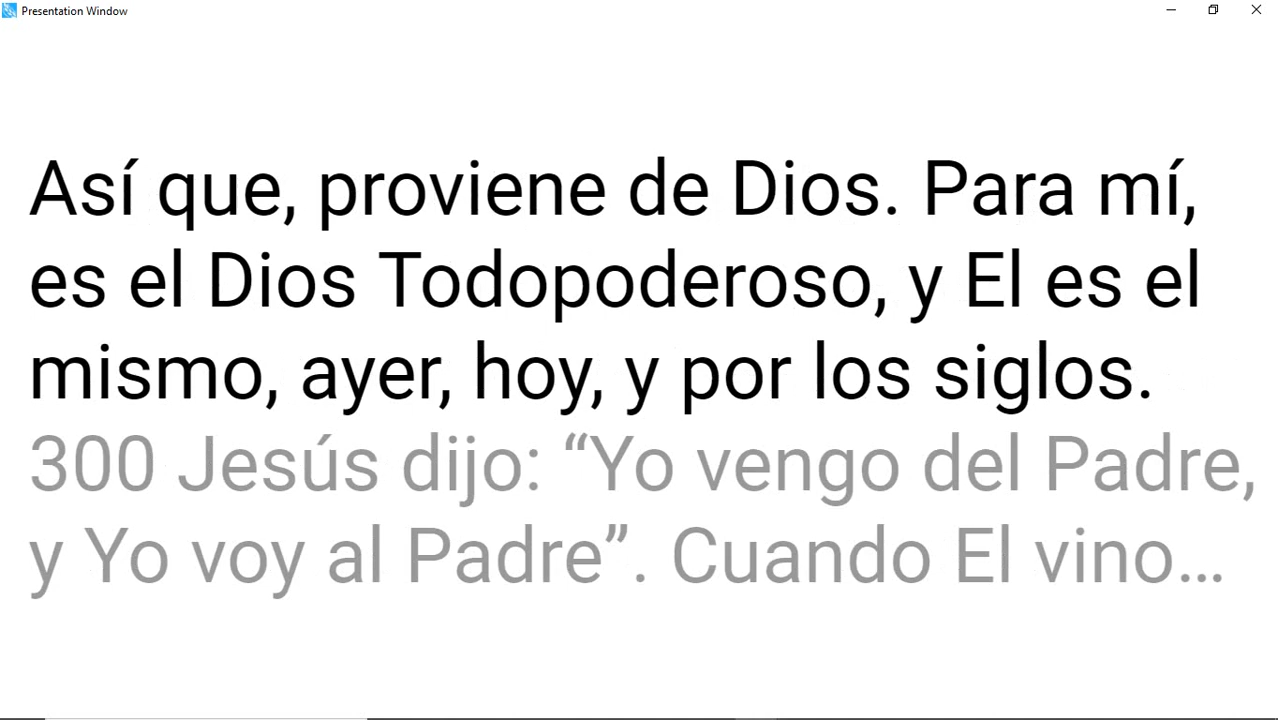 Presentation Window
Así que, proviene de Dios. Para mí,
es el Dios Todopoderoso, y El es el
mismo, ayer, hoy, y por los siglos.
300 Jesús dijo: “Yo vengo del Padre,
y Yo voy al Padre”. Cuando El vino...